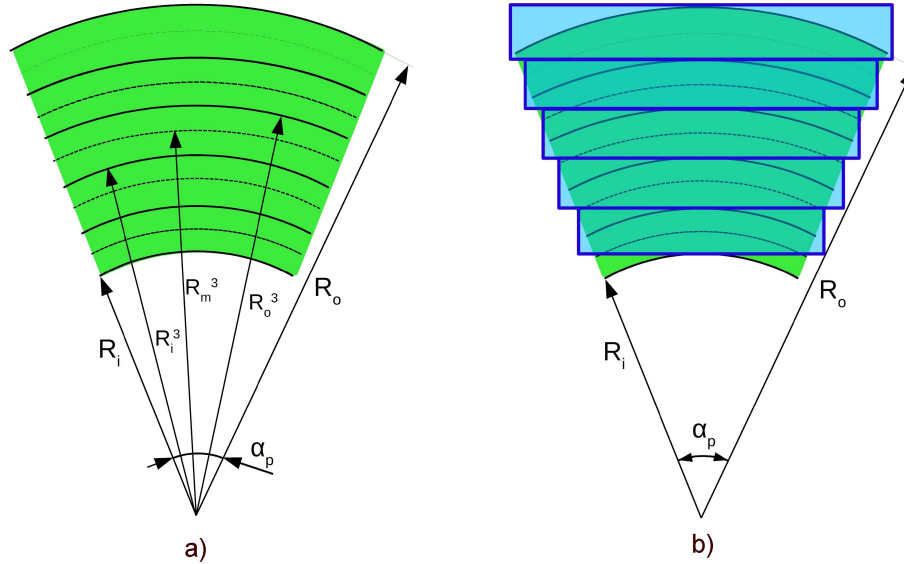 R_m^3
R_o^3
R_o
R_i^3
R_i
α_p
a)
R_o
R_i
α_p
b)